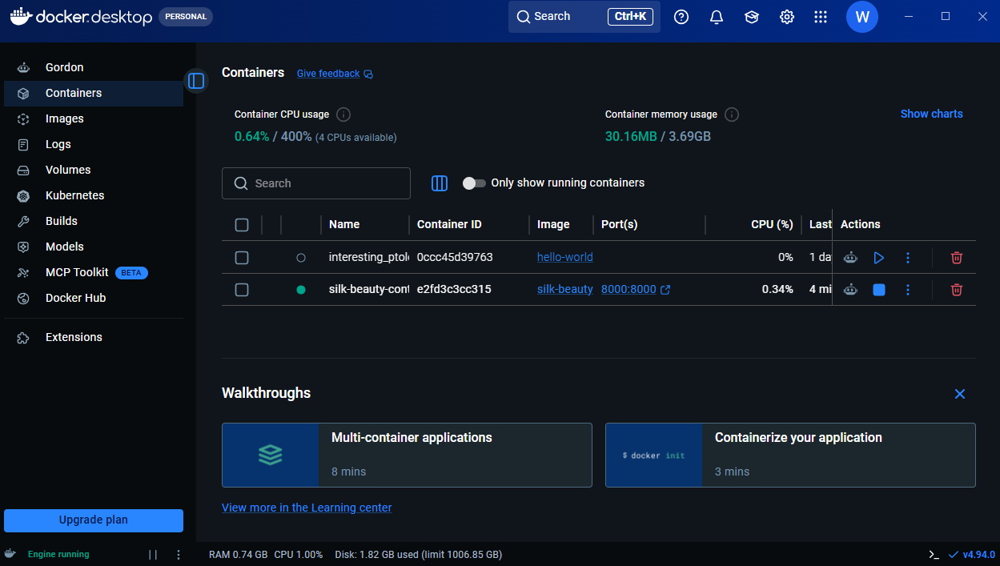 docker.desktop PERSONAL Search Ctrl+K W
Gordon
Containers
Images
Logs
Volumes
Kubernetes
Builds
Models
MCP Toolkit BETA
Docker Hub
Extensions
Upgrade plan
Containers Give feedback
Container CPU usage
0.64% / 400% (4 CPUs available)
Container memory usage
30.16MB / 3.69GB
Show charts
Search
Only show running containers
Name Container ID Image Port(s) CPU (%) Last Actions
interesting_ptol 0ccc45d39763 hello-world 0% 1 da
silk-beauty-cont e2fd3c3cc315 silk-beauty 8000:8000 0.34% 4 mi
Walkthroughs
Multi-container applications
8 mins
$ docker init
Containerize your application
3 mins
View more in the Learning center
Engine running RAM 0.74 GB CPU 1.00% Disk: 1.82 GB used (limit 1006.85 GB) v4.94.0